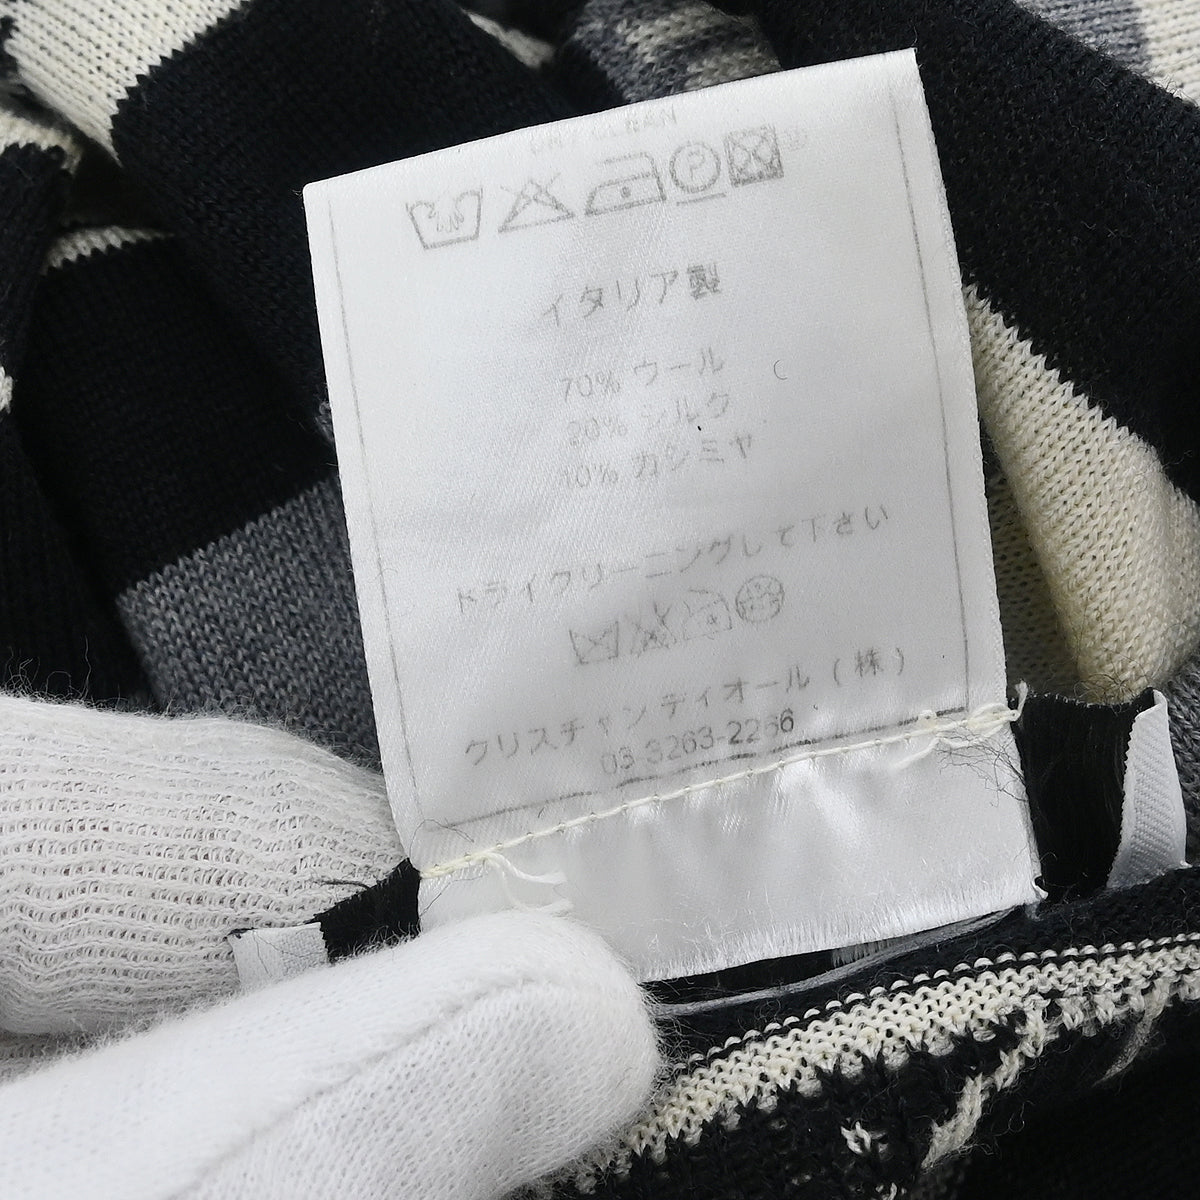 DRY CLEAN
イタリア製
70% ウール
20% シルク
10% カシミヤ
ドライクリーニングして下さい
クリスチャン ディオール (株)
03 3263-2266